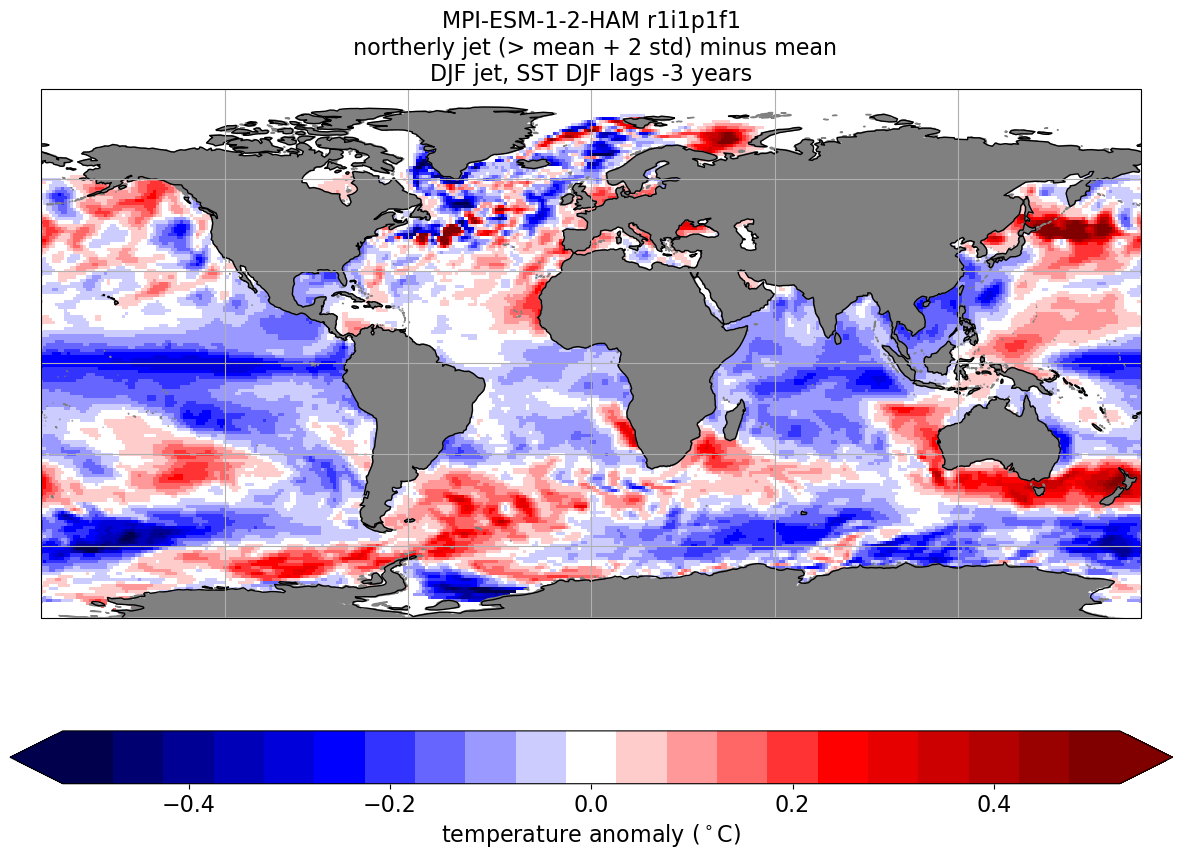 MPI-ESM-1-2-HAM r1i1p1f1
northerly jet (> mean + 2 std) minus mean
DJF jet, SST DJF lags -3 years
−0.4 −0.2 0.0 0.2 0.4
temperature anomaly (°C)